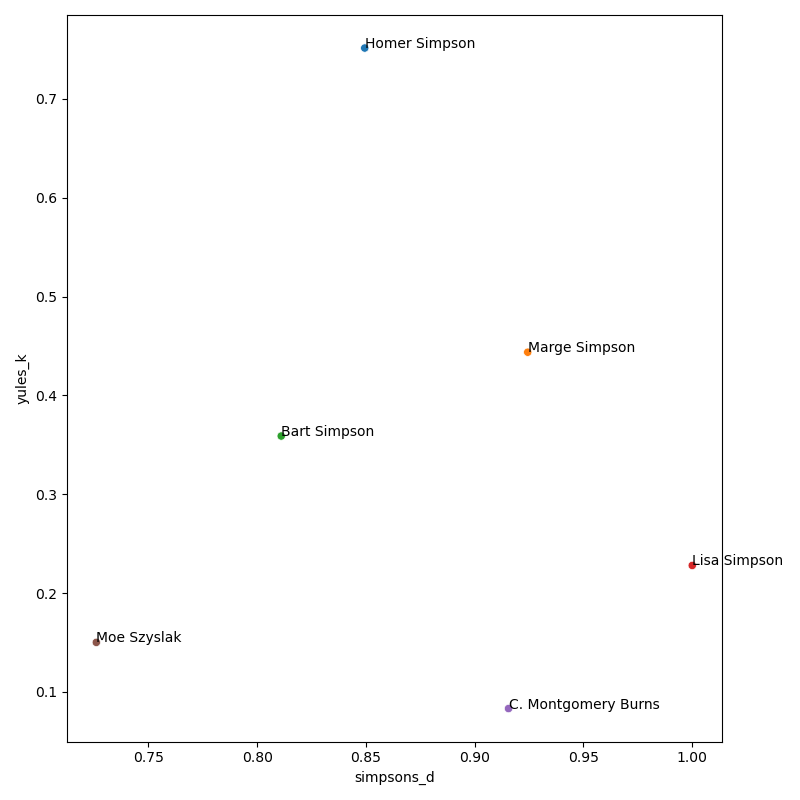 Homer Simpson
0.7
0.6
0.5
Marge Simpson
0.4
yules_k
Bart Simpson
0.3
Lisa Simpson
0.2
Moe Szyslak
0.1
C. Montgomery Burns
0.75 0.80 0.85 0.90 0.95 1.00
simpsons_d